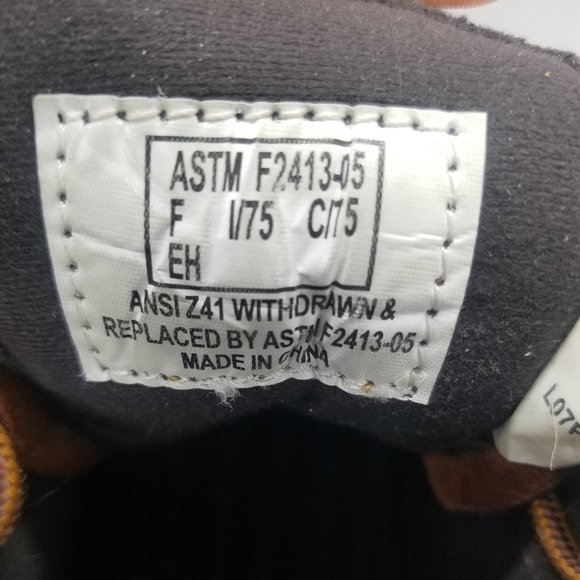 ASTM F2413-05
F I/75 C/75
EH
ANSI Z41 WITHDRAWN &
REPLACED BY ASTM F2413-05
MADE IN CHINA